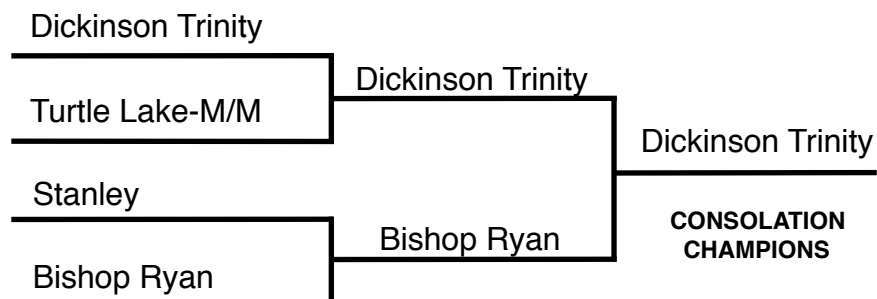 Dickinson Trinity
Dickinson Trinity
Turtle Lake-M/M
Dickinson Trinity
Stanley
CONSOLATION
CHAMPIONS
Bishop Ryan
Bishop Ryan